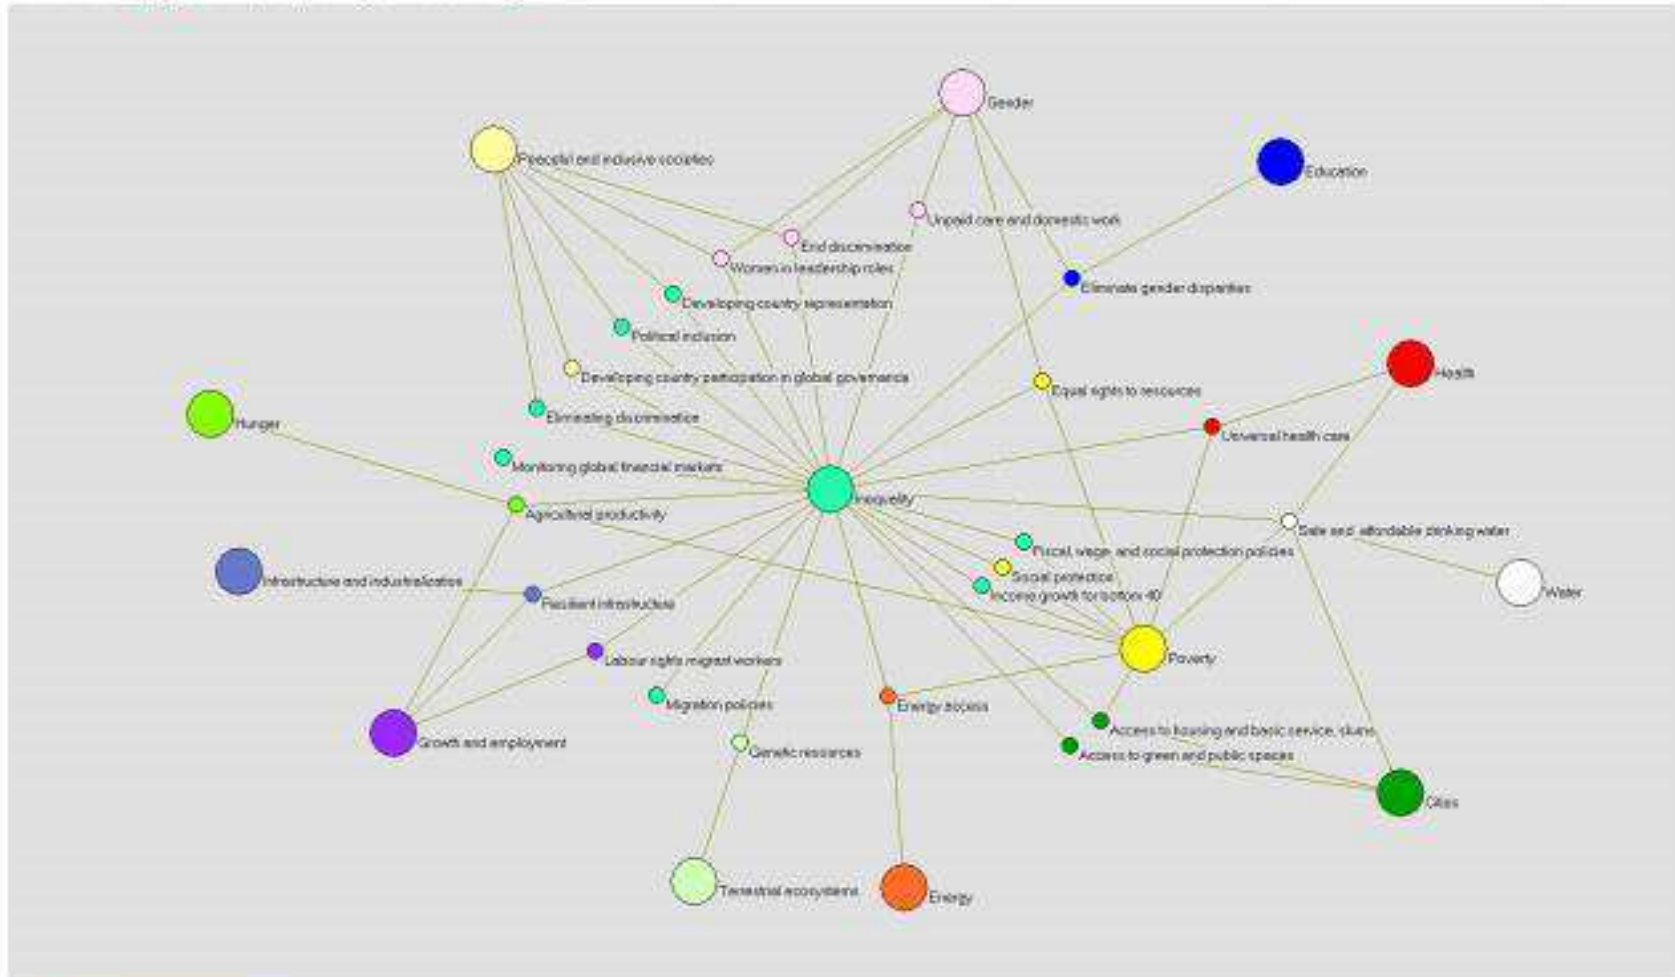 Gender
Peaceful and inclusive societies
Education
Unpaid care and domestic work
End discrimination
Women in leadership roles
Eliminate gender disparities
Developing country representation
Political inclusion
Health
Developing country participation in global governance
Equal rights to resources
Eliminating discrimination
Hunger
Universal health care
Monitoring global financial markets
Inequality
Agricultural productivity
Safe and affordable drinking water
Fiscal, wage, and social protection policies
Social protection
Infrastructure and industrialization
Income growth for bottom 40
Water
Resilient infrastructure
Poverty
Labour rights migrant workers
Migration policies
Energy access
Access to housing and basic service, slums
Growth and employment
Genetic resources
Access to green and public spaces
Cities
Terrestrial ecosystems
Energy